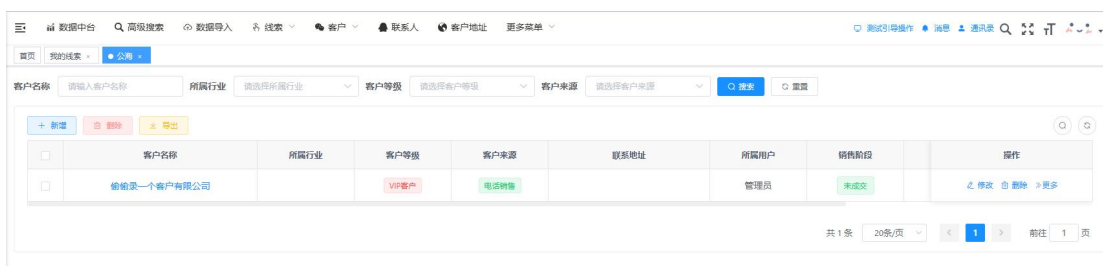 数据中台 高级搜索 数据导入 线索 客户 联系人 客户地址 更多菜单 测试引导操作 消息 通讯录
首页 我的线索 × 公海 ×
客户名称 请输入客户名称 所属行业 请选择所属行业 客户等级 请选择客户等级 客户来源 请选择客户来源 搜索 重置
+ 新增 删除 导出
客户名称 所属行业 客户等级 客户来源 联系地址 所属用户 销售阶段 操作
偷偷录一个客户有限公司 VIP客户 电话销售 管理员 未成交 修改 删除 »更多
共 1 条 20条/页 < 1 > 前往 1 页